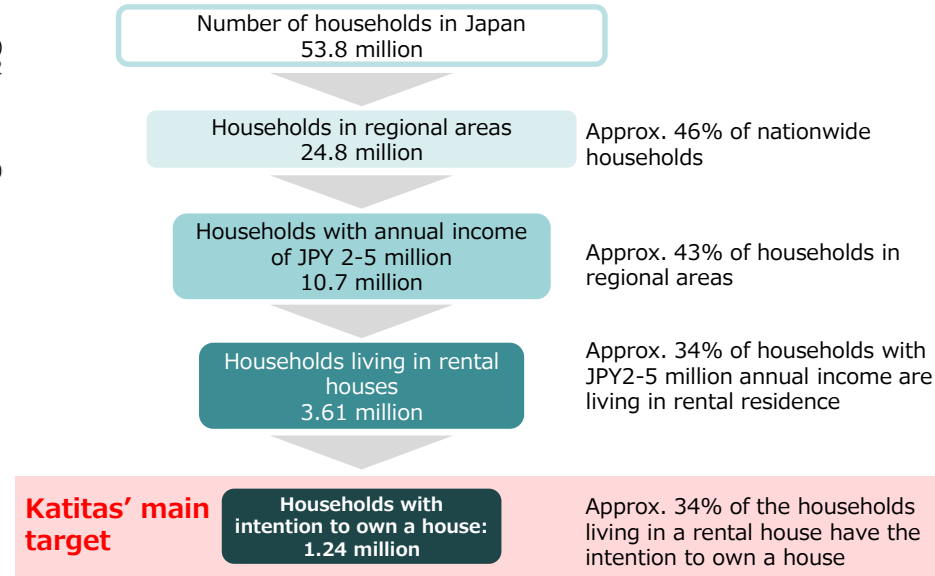 Number of households in Japan
53.8 million
Households in regional areas
24.8 million
Approx. 46% of nationwide
households
Households with annual income
of JPY 2-5 million
10.7 million
Approx. 43% of households in
regional areas
Households living in rental
houses
3.61 million
Approx. 34% of households with
JPY2-5 million annual income are
living in rental residence
Katitas’ main
target
Households with
intention to own a house:
1.24 million
Approx. 34% of the households
living in a rental house have the
intention to own a house